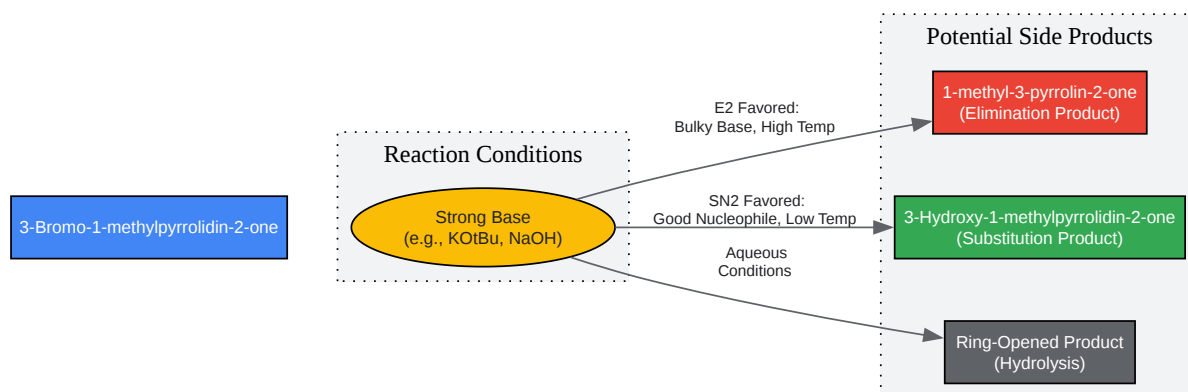 Potential Side Products
1-methyl-3-pyrrolin-2-one
(Elimination Product)
E2 Favored:
Bulky Base, High Temp
Reaction Conditions
3-Bromo-1-methylpyrrolidin-2-one
Strong Base
(e.g., KOtBu, NaOH)
SN2 Favored:
Good Nucleophile, Low Temp
3-Hydroxy-1-methylpyrrolidin-2-one
(Substitution Product)
Aqueous
Conditions
Ring-Opened Product
(Hydrolysis)